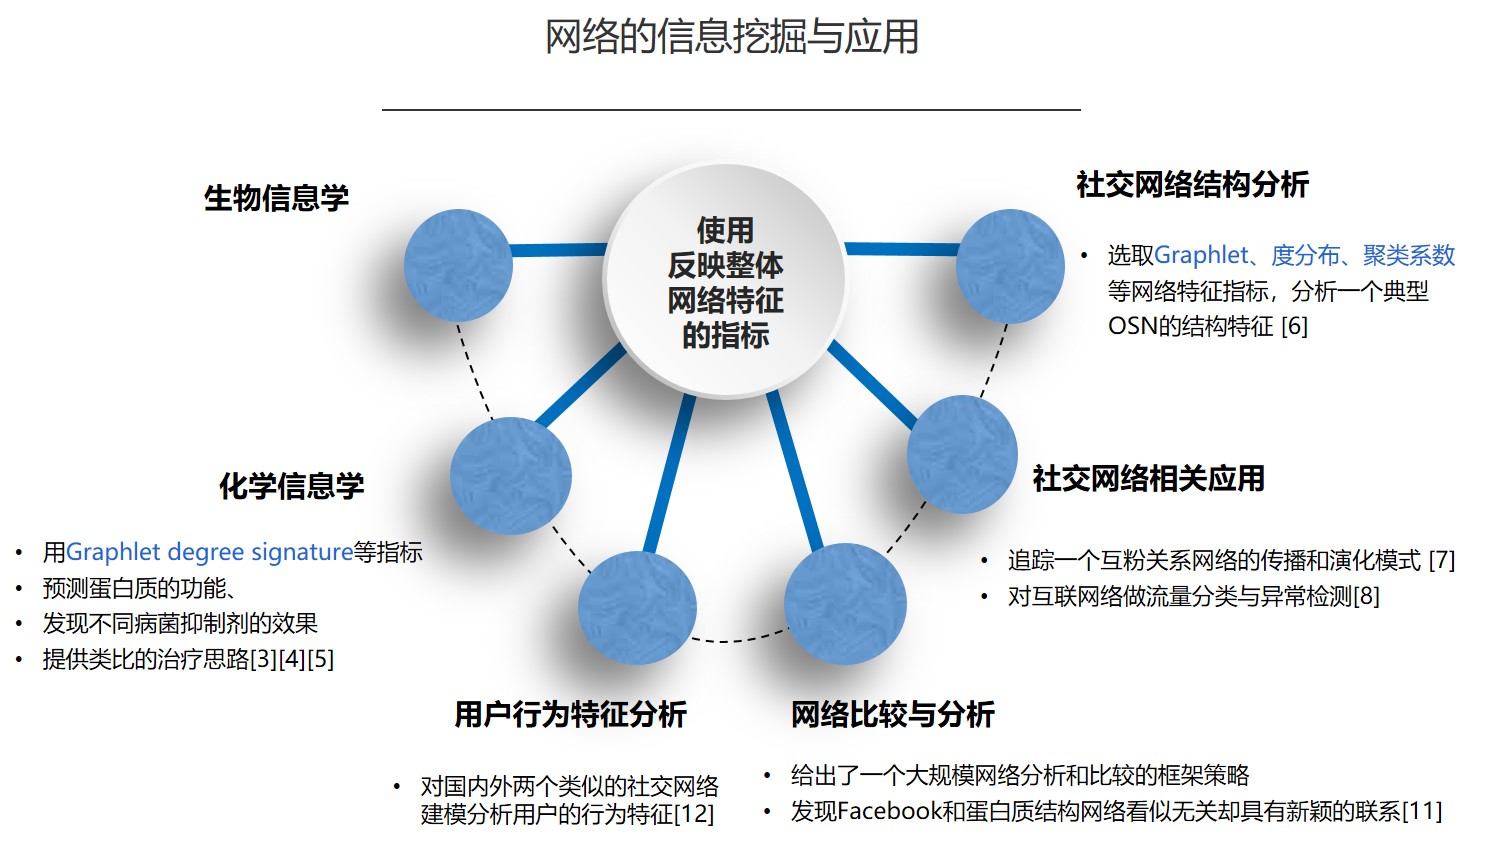 网络的信息挖掘与应用
使用
反映整体
网络特征
的指标
生物信息学
化学信息学
• 用Graphlet degree signature等指标
• 预测蛋白质的功能、
• 发现不同病菌抑制剂的效果
• 提供类比的治疗思路[3][4][5]
用户行为特征分析
• 对国内外两个类似的社交网络
建模分析用户的行为特征[12]
网络比较与分析
• 给出了一个大规模网络分析和比较的框架策略
• 发现Facebook和蛋白质结构网络看似无关却具有新颖的联系[11]
社交网络相关应用
• 追踪一个互粉关系网络的传播和演化模式 [7]
• 对互联网络做流量分类与异常检测[8]
社交网络结构分析
• 选取Graphlet、度分布、聚类系数
等网络特征指标，分析一个典型
OSN的结构特征 [6]